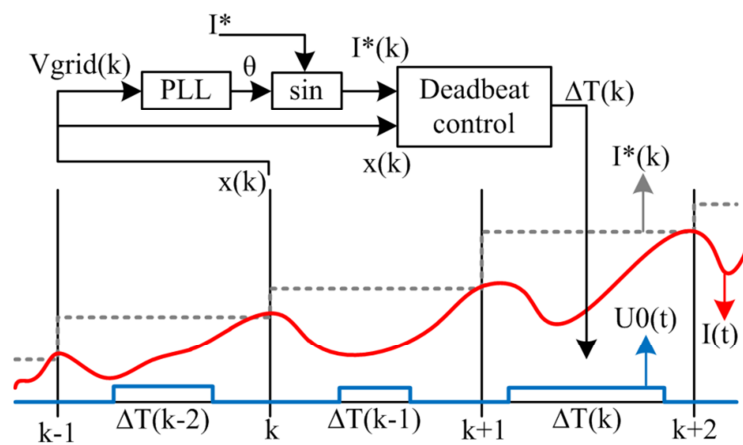 I*
Vgrid(k)
θ
I*(k)
PLL
sin
Deadbeat
control
ΔT(k)
x(k)
x(k)
I*(k)
U0(t)
I(t)
k-1
ΔT(k-2)
k
ΔT(k-1)
k+1
ΔT(k)
k+2